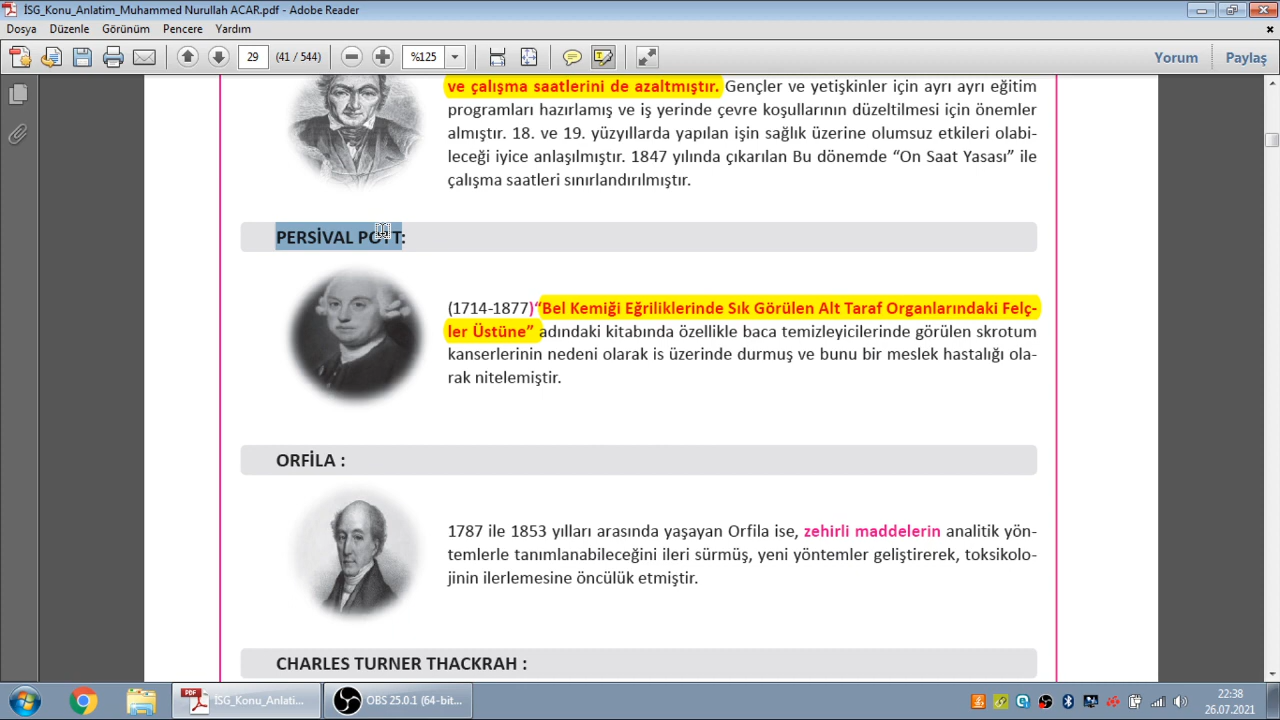 İSG_Konu_Anlatim_Muhammed Nurullah ACAR.pdf - Adobe Reader
Dosya Düzenle Görünüm Pencere Yardım
29 (41 / 544) %125 Yorum Paylaş
ve çalışma saatlerini de azaltmıştır. Gençler ve yetişkinler için ayrı ayrı eğitim
programları hazırlamış ve iş yerinde çevre koşullarının düzeltilmesi için önemler
almıştır. 18. ve 19. yüzyıllarda yapılan işin sağlık üzerine olumsuz etkileri olabi-
leceği iyice anlaşılmıştır. 1847 yılında çıkarılan Bu dönemde “On Saat Yasası” ile
çalışma saatleri sınırlandırılmıştır.
PERSİVAL POTT:
(1714-1877)“Bel Kemiği Eğriliklerinde Sık Görülen Alt Taraf Organlarındaki Felç-
ler Üstüne” adındaki kitabında özellikle baca temizleyicilerinde görülen skrotum
kanserlerinin nedeni olarak is üzerinde durmuş ve bunu bir meslek hastalığı ola-
rak nitelemiştir.
ORFİLA :
1787 ile 1853 yılları arasında yaşayan Orfila ise, zehirli maddelerin analitik yön-
temlerle tanımlanabileceğini ileri sürmüş, yeni yöntemler geliştirerek, toksikolo-
jinin ilerlemesine öncülük etmiştir.
CHARLES TURNER THACKRAH :
İSG_Konu_Anlati... OBS 25.0.1 (64-bit... 22:38
26.07.2021